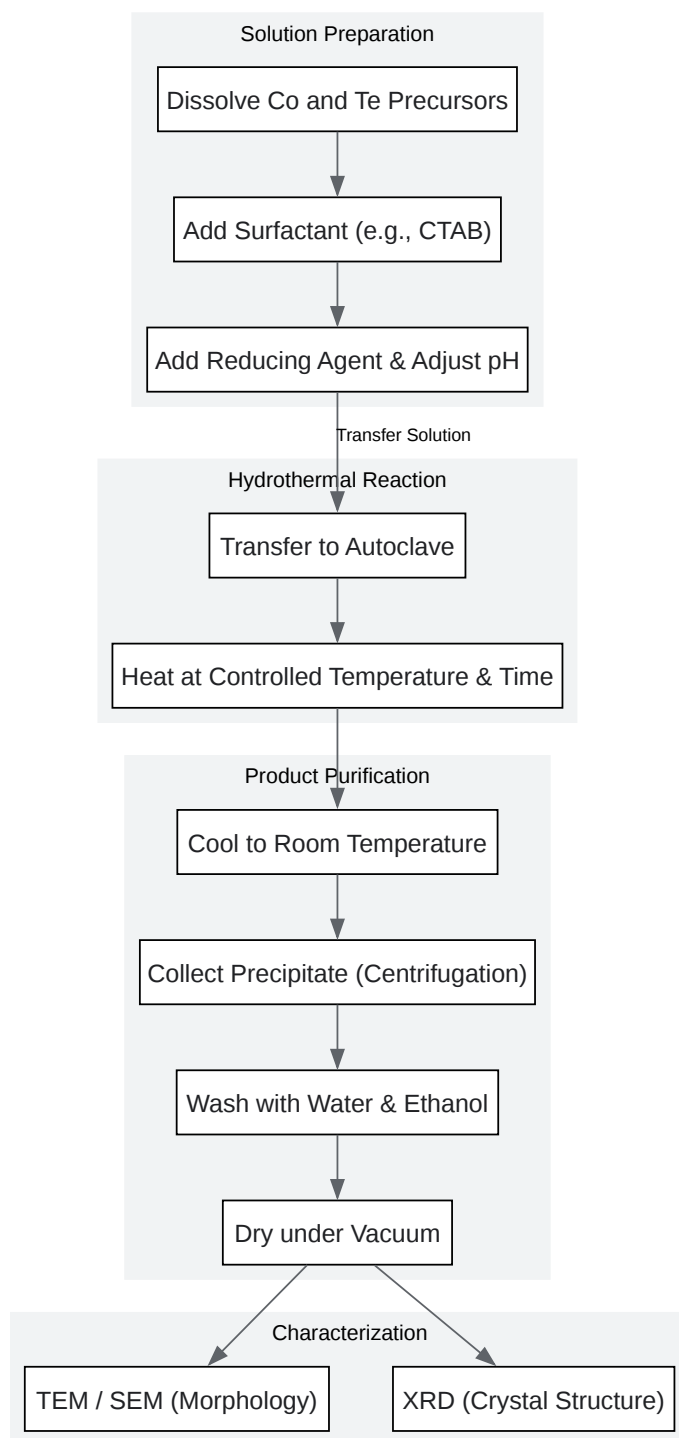 Solution Preparation
Dissolve Co and Te Precursors
Add Surfactant (e.g., CTAB)
Add Reducing Agent & Adjust pH
Transfer Solution
Hydrothermal Reaction
Transfer to Autoclave
Heat at Controlled Temperature & Time
Product Purification
Cool to Room Temperature
Collect Precipitate (Centrifugation)
Wash with Water & Ethanol
Dry under Vacuum
Characterization
TEM / SEM (Morphology)
XRD (Crystal Structure)